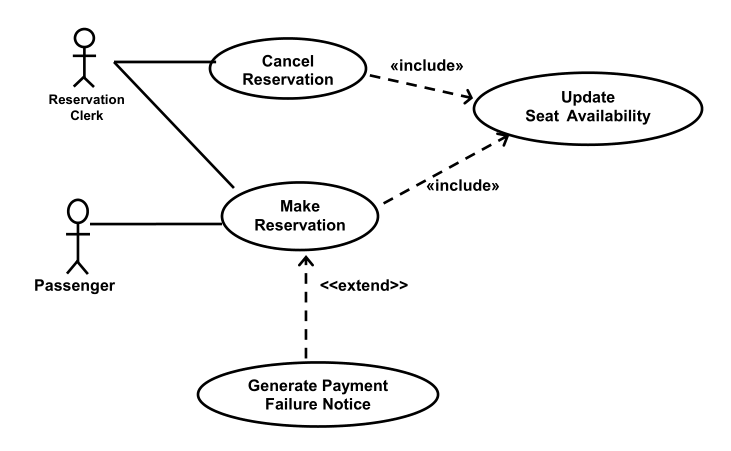 Cancel
Reservation
«include»
Update
Seat Availability
Reservation
Clerk
«include»
Make
Reservation
Passenger
<<extend>>
Generate Payment
Failure Notice